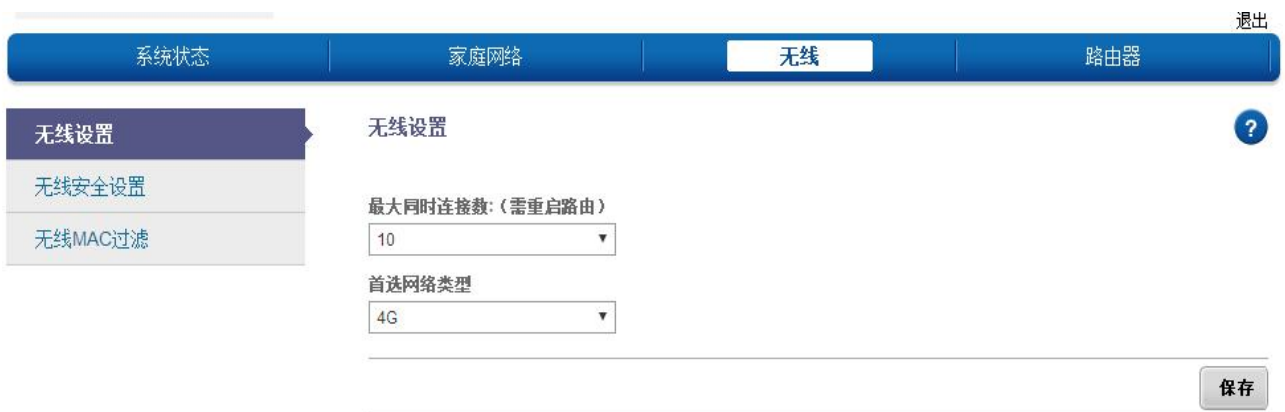 退出
系统状态 家庭网络 无线 路由器
无线设置
无线安全设置
无线MAC过滤
无线设置
?
最大同时连接数:(需重启路由)
10
首选网络类型
4G
保存